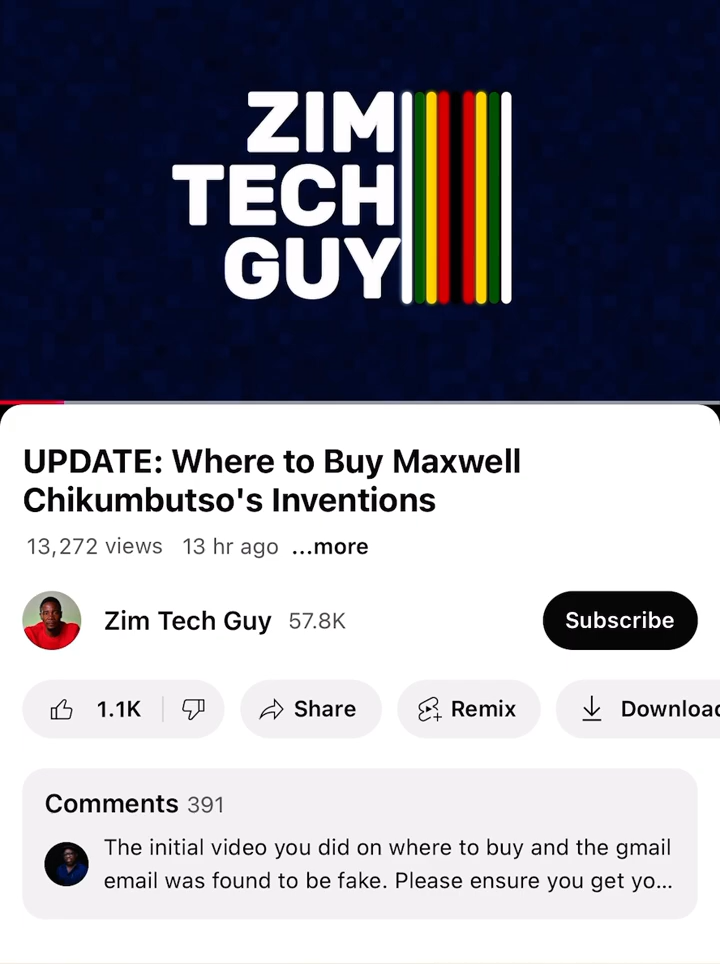 ZIM
TECH
GUY
UPDATE: Where to Buy Maxwell
Chikumbutso's Inventions
13,272 views 13 hr ago ...more
Zim Tech Guy 57.8K
Subscribe
1.1K
Share
Remix
Downloac
Comments 391
The initial video you did on where to buy and the gmail
email was found to be fake. Please ensure you get yo...